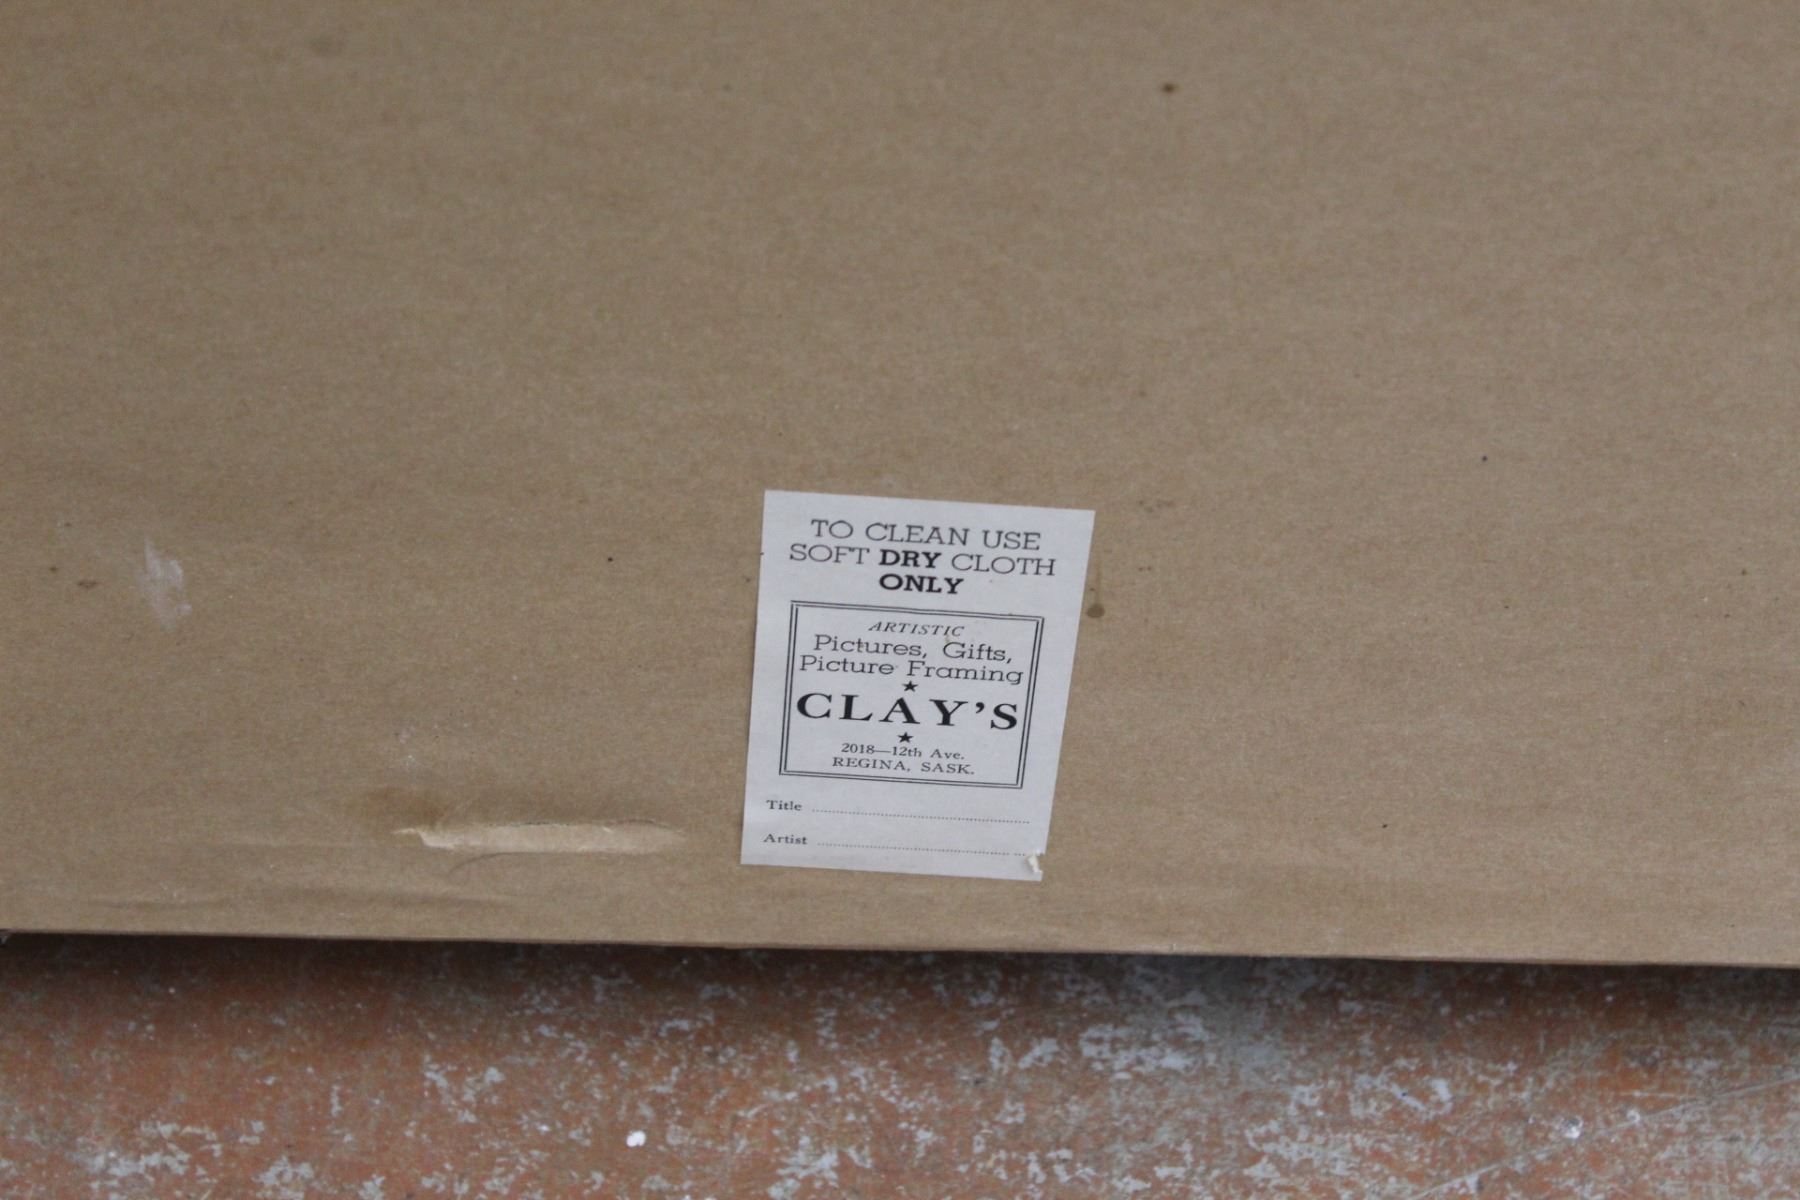 TO CLEAN USE
SOFT DRY CLOTH
ONLY
ARTISTIC
Pictures, Gifts,
Picture Framing
★
CLAY'S
★
2018—12th Ave.
REGINA, SASK.
Title
Artist